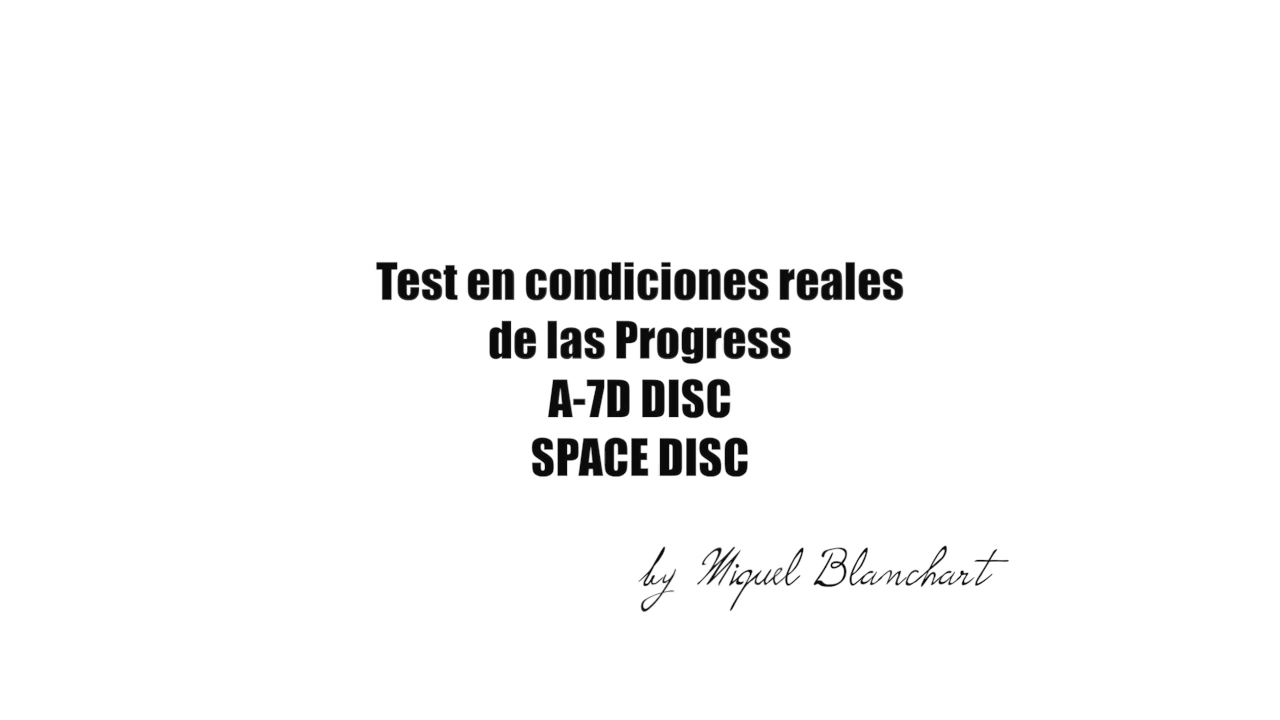 Test en condiciones reales
de las Progress
A-7D DISC
SPACE DISC
by Miquel Blanchart